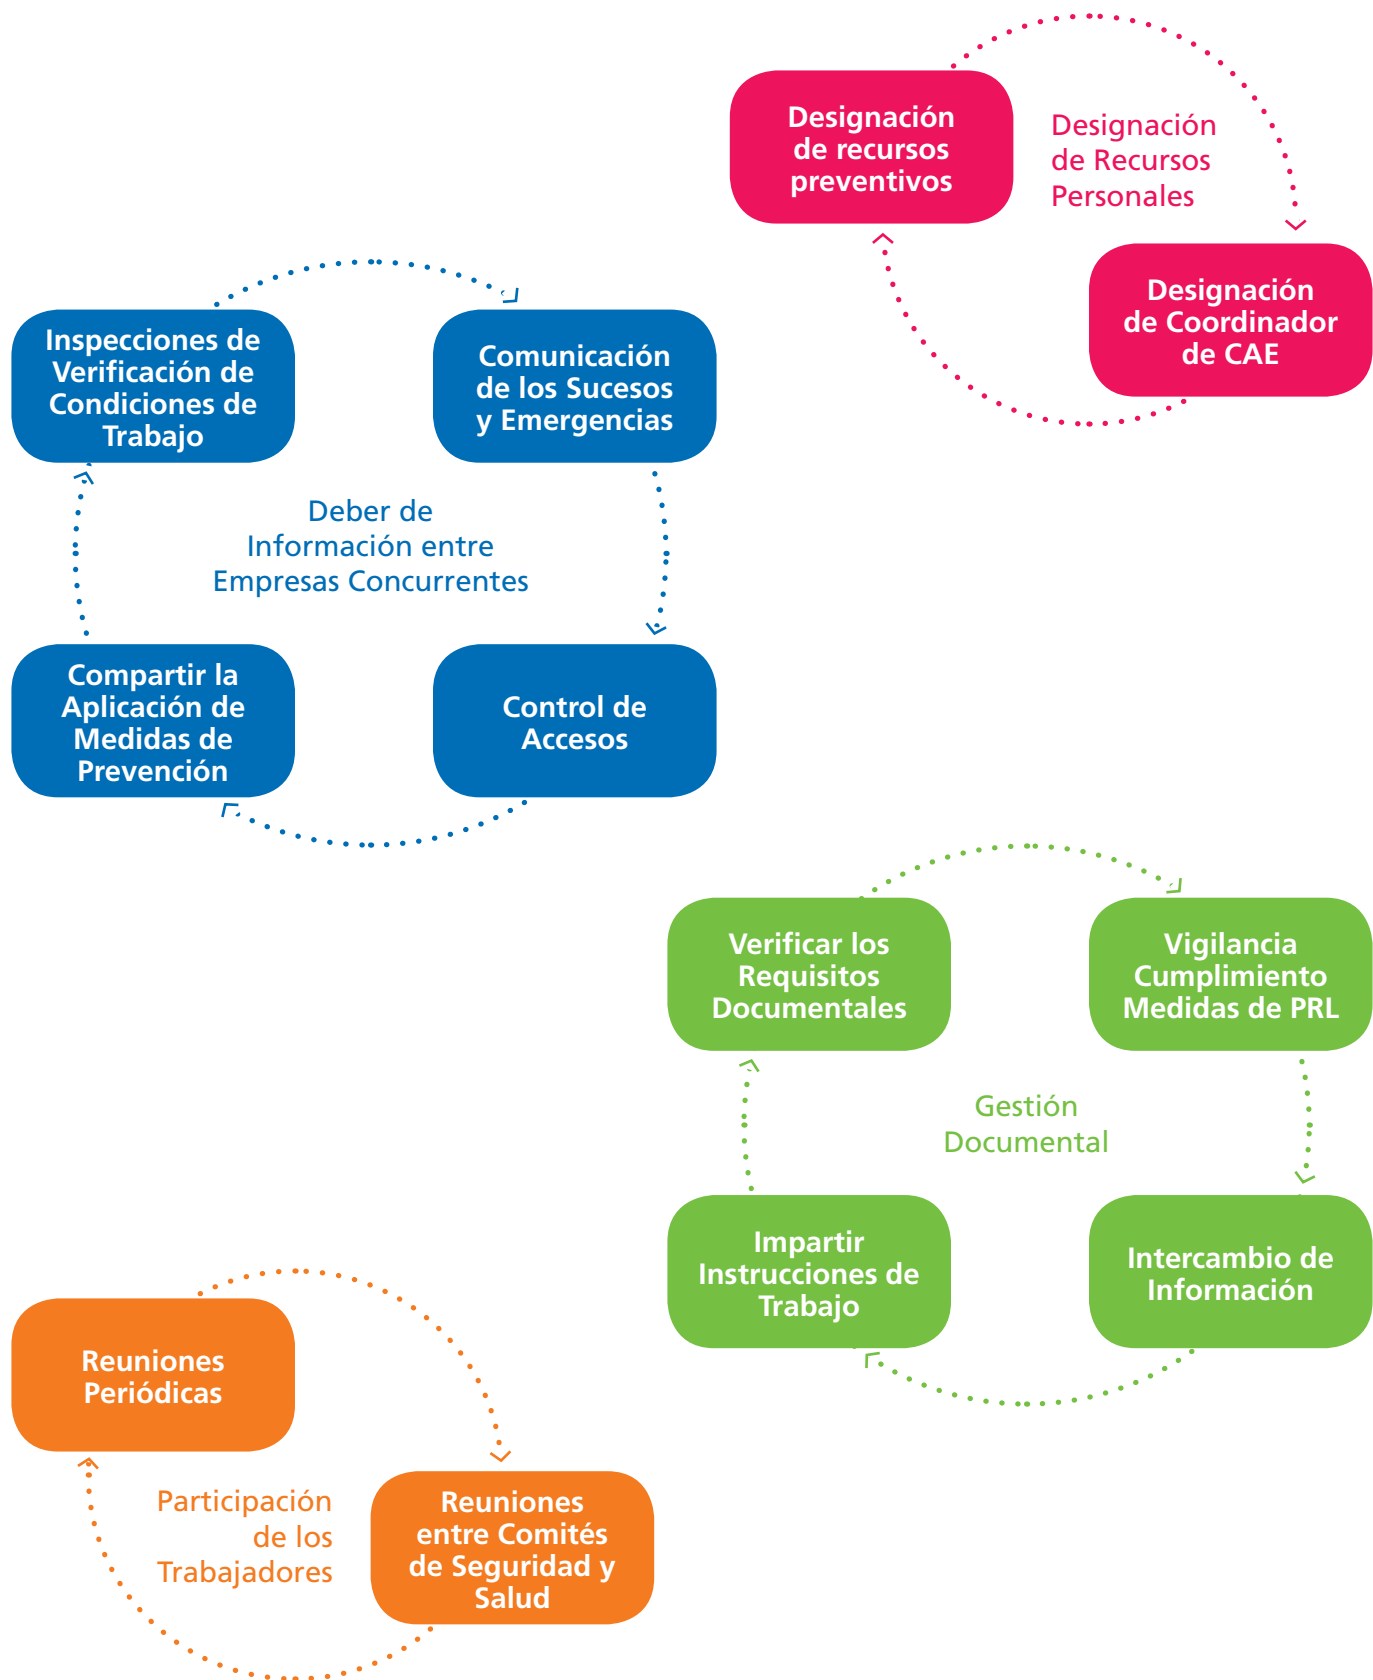 Designación
de recursos
preventivos
Designación
de Recursos
Personales
Designación
de Coordinador
de CAE
Inspecciones de
Verificación de
Condiciones de
Trabajo
Comunicación
de los Sucesos
y Emergencias
Deber de
Información entre
Empresas Concurrentes
Compartir la
Aplicación de
Medidas de
Prevención
Control de
Accesos
Verificar los
Requisitos
Documentales
Vigilancia
Cumplimiento
Medidas de PRL
Gestión
Documental
Impartir
Instrucciones de
Trabajo
Intercambio de
Información
Reuniones
Periódicas
Participación
de los
Trabajadores
Reuniones
entre Comités
de Seguridad y
Salud